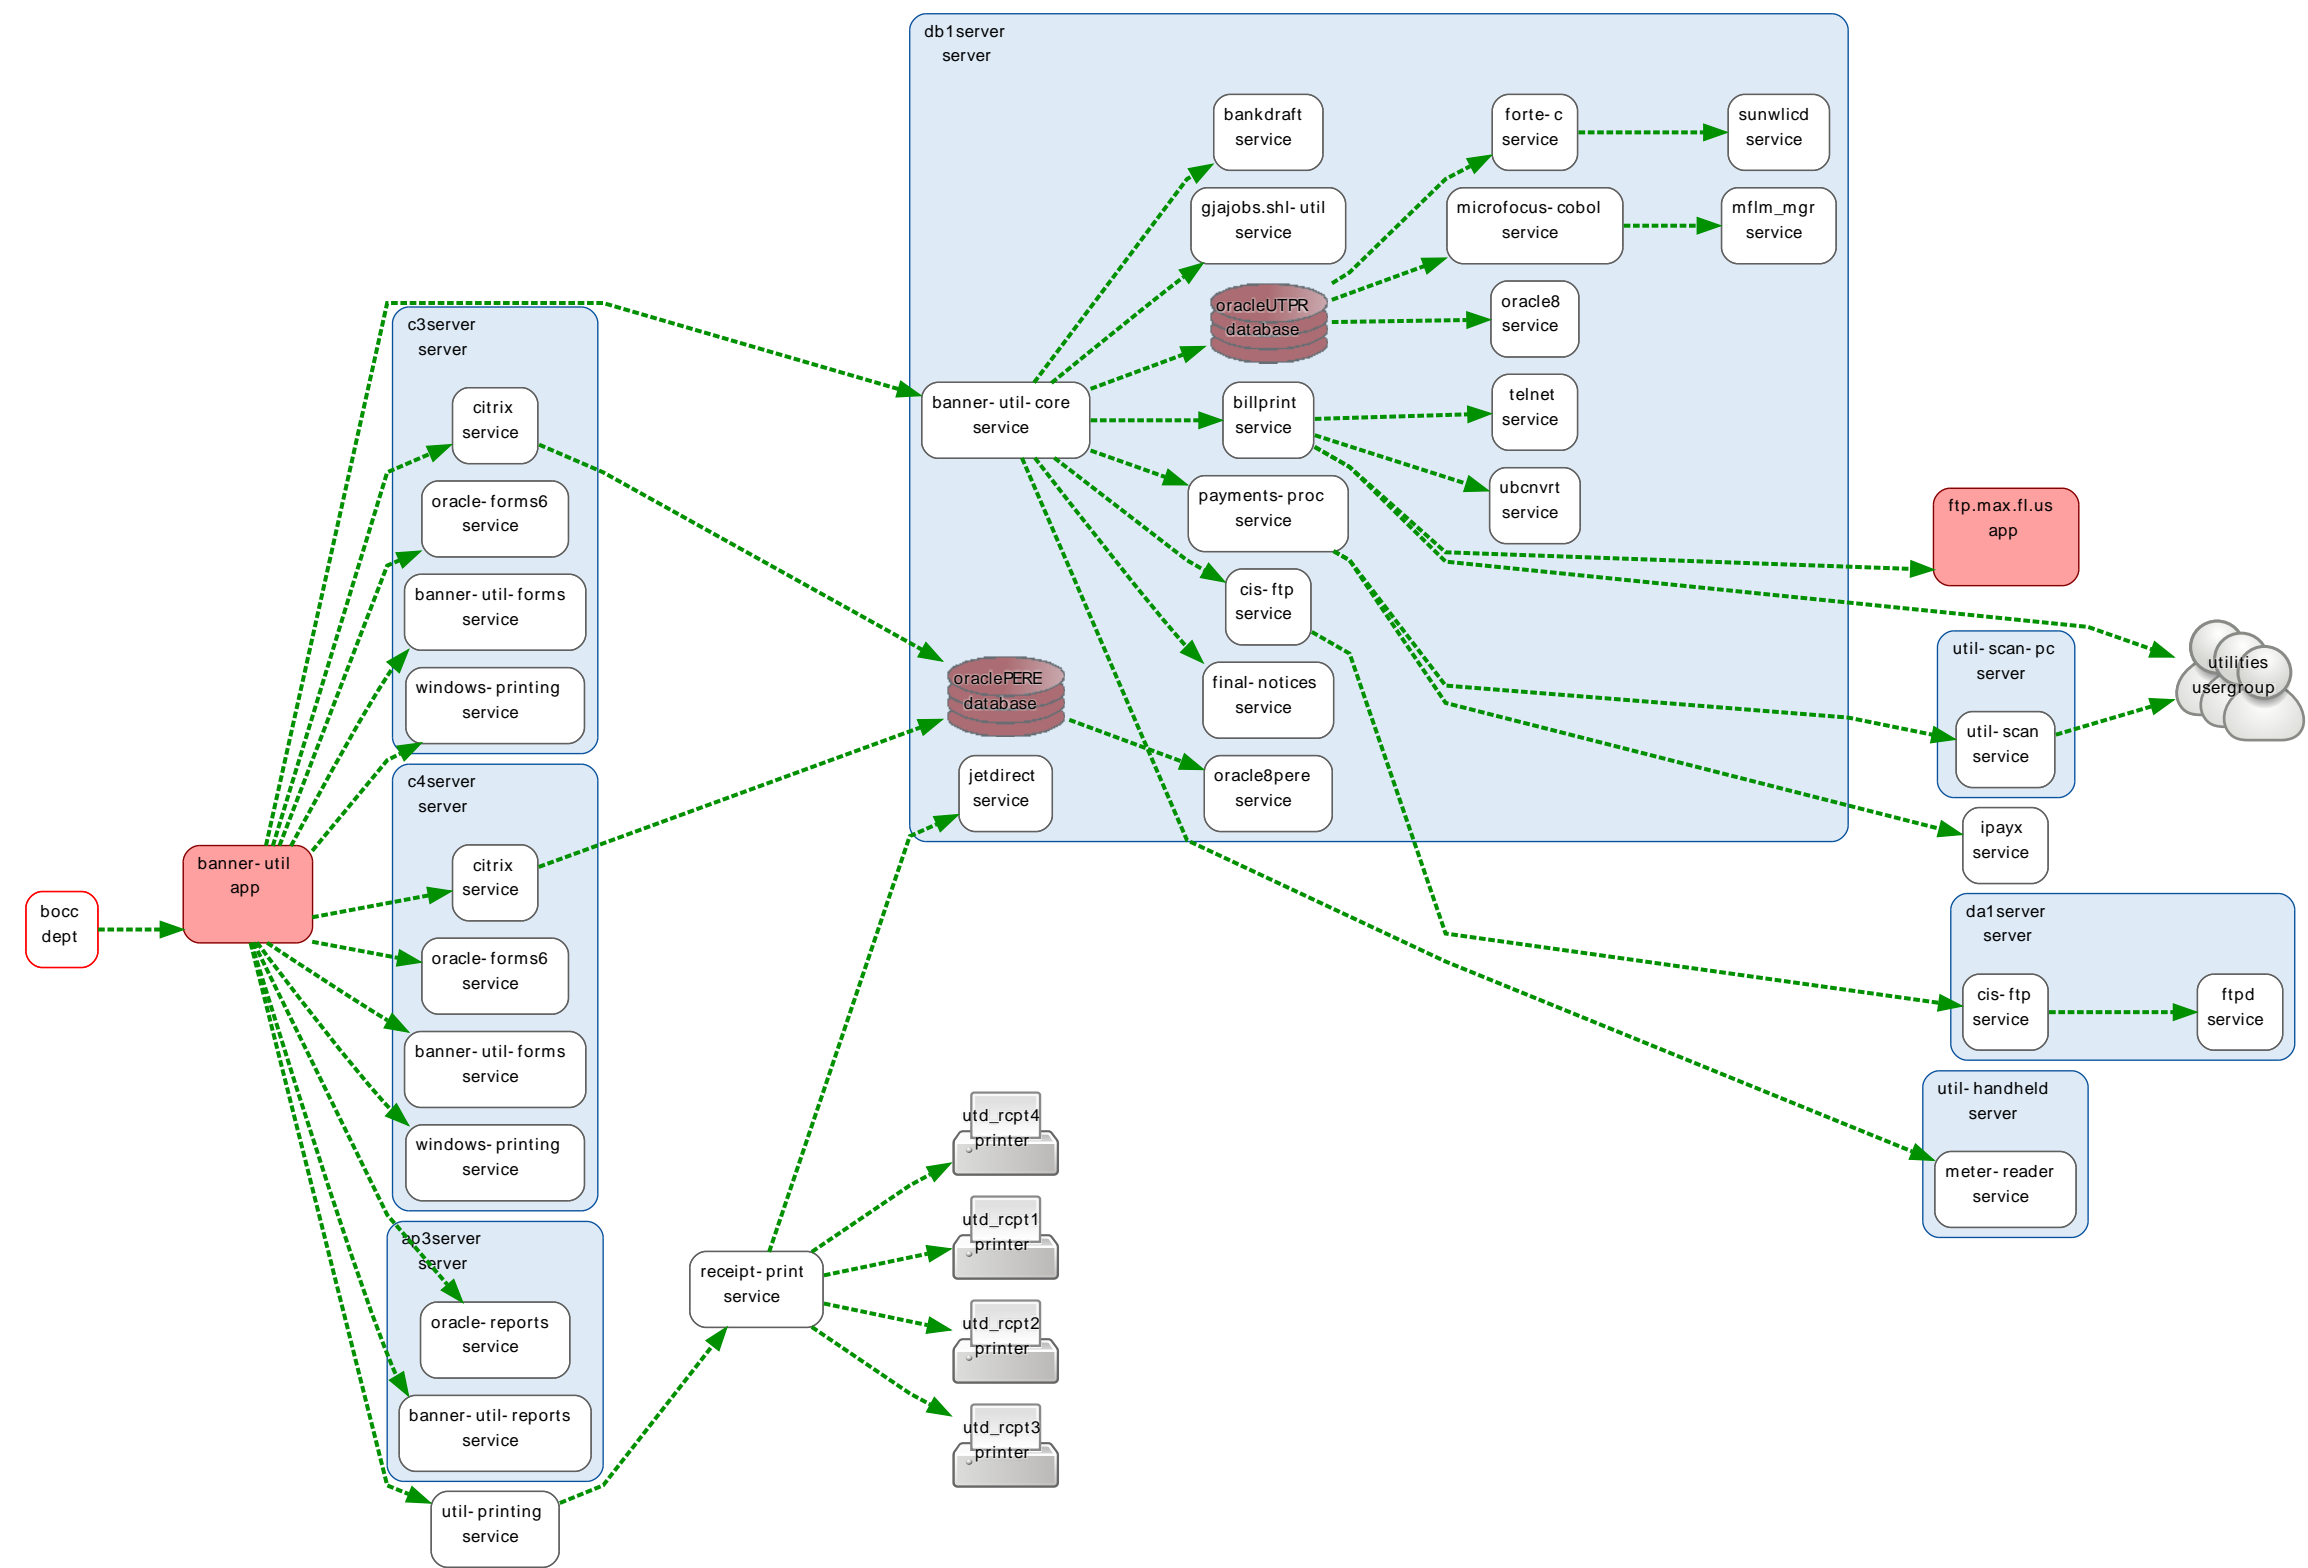 db1server
server
bankdraft
service
forte-c
service
sunwlicd
service
gjajobs.shl-util
service
microfocus-cobol
service
mflm_mgr
service
oracleUTPR
database
oracle8
service
c3server
server
citrix
service
banner-util-core
service
billprint
service
telnet
service
oracle-forms6
service
payments-proc
service
ubcnvrt
service
ftp.max.fl.us
app
banner-util-forms
service
cis-ftp
service
util-scan-pc
server
utilities
usergroup
windows-printing
service
oraclePERE
database
final-notices
service
util-scan
service
c4server
server
jetdirect
service
oracle8pere
service
ipayx
service
banner-util
app
citrix
service
bocc
dept
da1server
server
oracle-forms6
service
cis-ftp
service
ftpd
service
banner-util-forms
service
util-handheld
server
utd_rcpt4
printer
windows-printing
service
meter-reader
service
utd_rcpt1
printer
ap3server
server
receipt-print
service
oracle-reports
service
utd_rcpt2
printer
banner-util-reports
service
utd_rcpt3
printer
util-printing
service